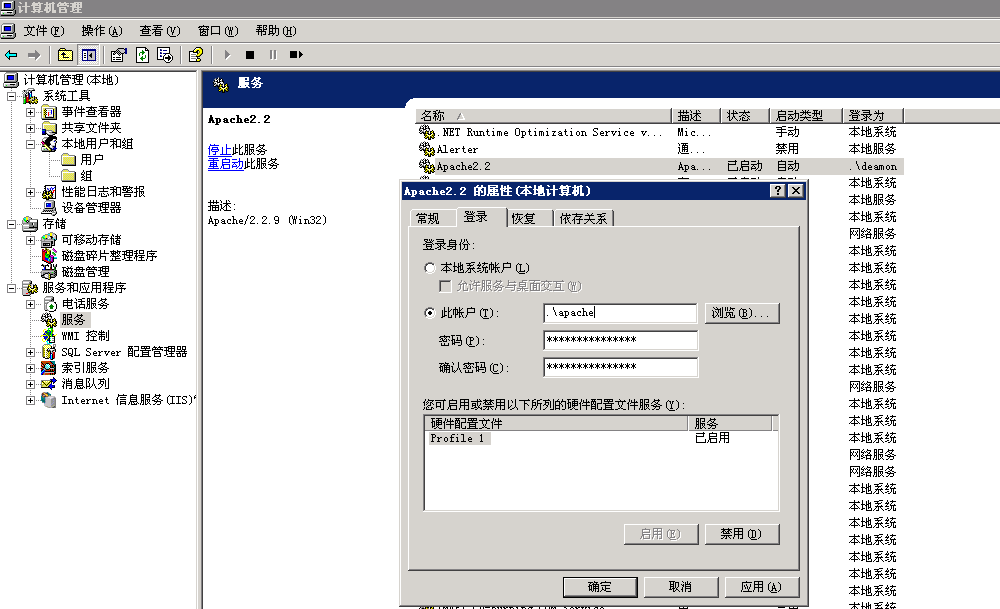 计算机管理
文件(F) 操作(A) 查看(V) 窗口(W) 帮助(H)
计算机管理(本地)
系统工具
事件查看器
共享文件夹
本地用户和组
用户
组
性能日志和警报
设备管理器
存储
可移动存储
磁盘碎片整理程序
磁盘管理
服务和应用程序
电话服务
服务
WMI 控制
SQL Server 配置管理器
索引服务
消息队列
Internet 信息服务(IIS)
服务
Apache2.2
停止此服务
重启动此服务
描述:
Apache/2.2.9 (Win32)
名称 描述 状态 启动类型 登录为
.NET Runtime Optimization Service v... Mic... 手动 本地系统
Alerter 通... 禁用 本地服务
Apache2.2 Apa... 已启动 自动 .\deamon
本地系统
本地服务
本地系统
网络服务
本地系统
本地系统
本地系统
本地系统
本地系统
本地系统
本地系统
本地系统
网络服务
本地系统
本地系统
本地系统
网络服务
网络服务
本地系统
本地系统
本地系统
本地系统
本地系统
本地系统
本地系统
本地系统
Apache2.2 的属性(本地计算机)
常规 登录 恢复 依存关系
登录身份:
本地系统帐户(L)
允许服务与桌面交互(W)
此帐户(T): .\apache 浏览(B)...
密码(P): ***************
确认密码(C): ***************
您可启用或禁用以下所列的硬件配置文件服务(Y):
硬件配置文件 服务
Profile 1 已启用
启用(E) 禁用(D)
确定 取消 应用(A)